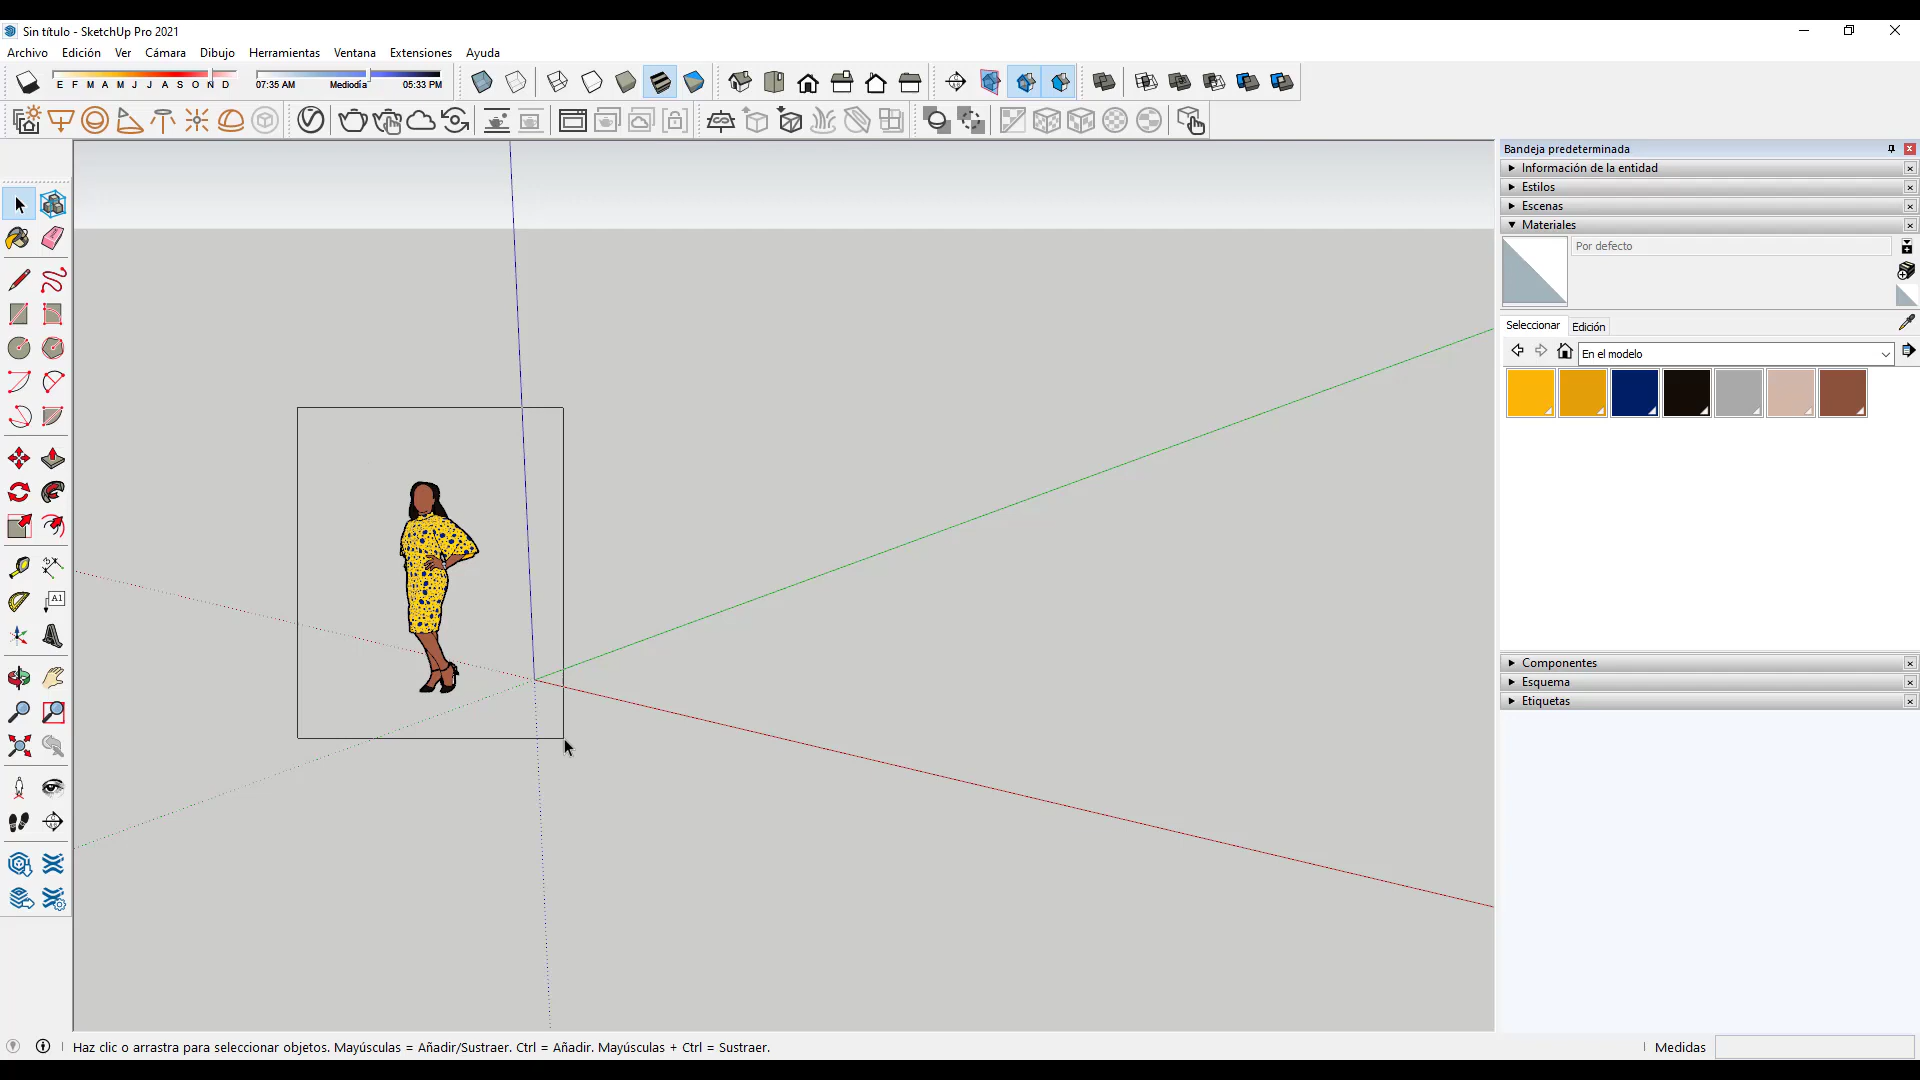 Sin título - SketchUp Pro 2021
Archivo Edición Ver Cámara Dibujo Herramientas Ventana Extensiones Ayuda
E F M A M J J A S O N D 07:35 AM Mediodía 05:33 PM
Bandeja predeterminada
Información de la entidad
Estilos
Escenas
Materiales
Por defecto
Seleccionar Edición
En el modelo
A1
Componentes
Esquema
Etiquetas
Haz clic o arrastra para seleccionar objetos. Mayúsculas = Añadir/Sustraer. Ctrl = Añadir. Mayúsculas + Ctrl = Sustraer.
Medidas